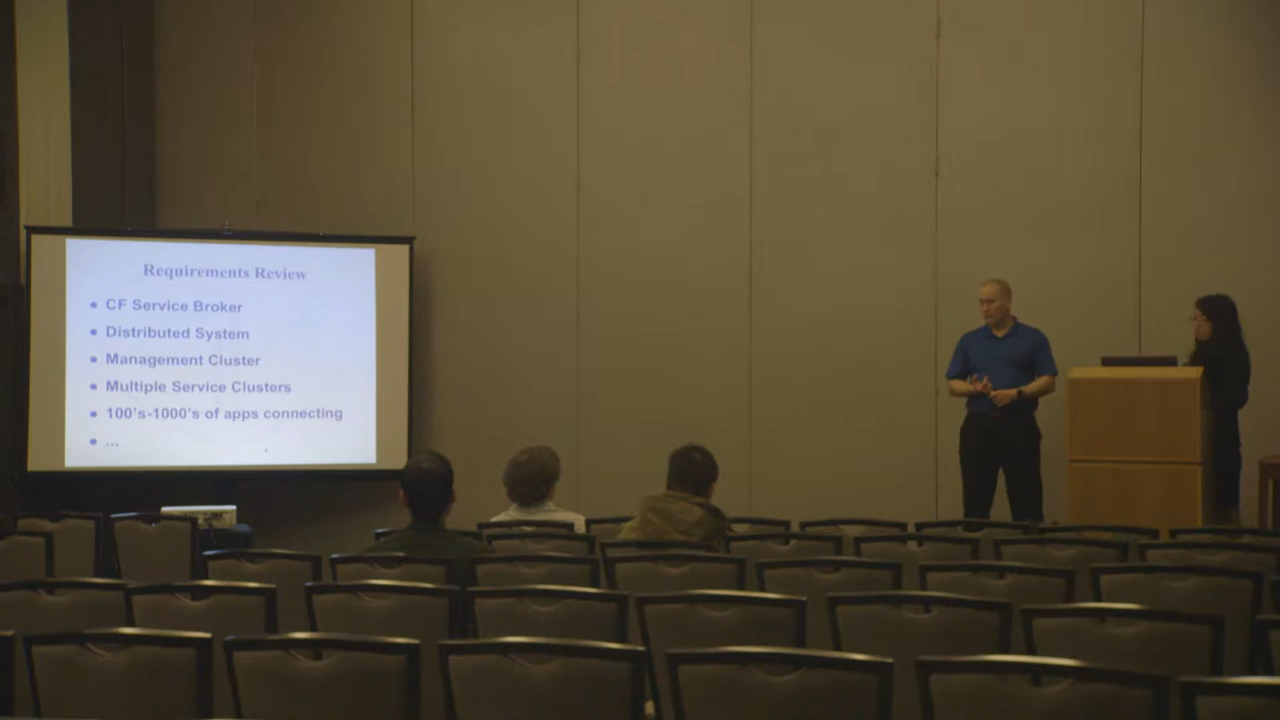 Requirements Review
• CF Service Broker
• Distributed System
• Management Cluster
• Multiple Service Clusters
• 100's-1000's of apps connecting
• ...